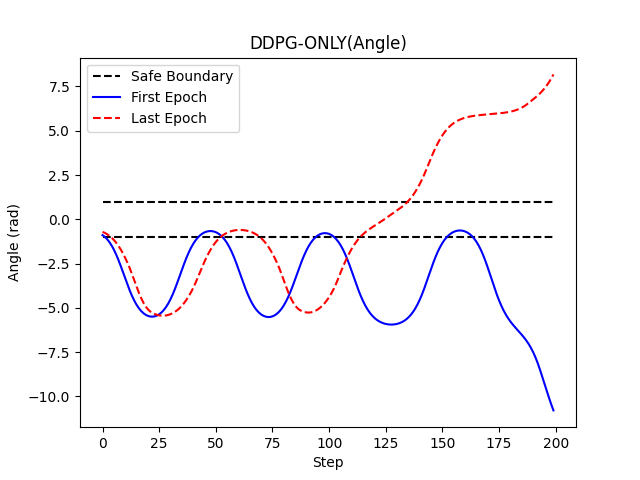 DDPG-ONLY(Angle)
Safe Boundary
First Epoch
Last Epoch
7.5
5.0
2.5
0.0
−2.5
−5.0
−7.5
−10.0
Angle (rad)
0 25 50 75 100 125 150 175 200
Step